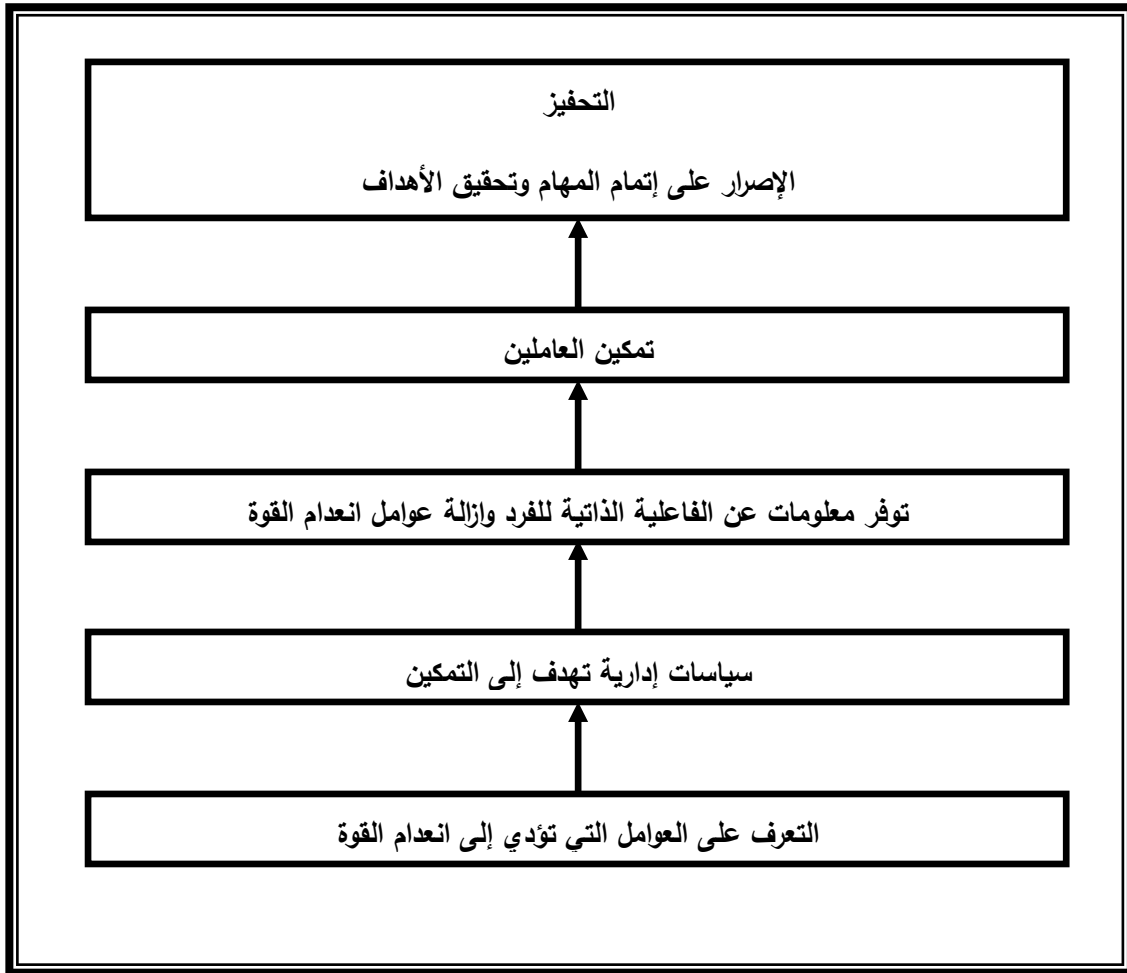 التحفيز
الإصرار على إتمام المهام وتحقيق الأهداف
تمكين العاملين
توفر معلومات عن الفاعلية الذاتية للفرد وازالة عوامل انعدام القوة
سياسات إدارية تهدف إلى التمكين
التعرف على العوامل التي تؤدي إلى انعدام القوة